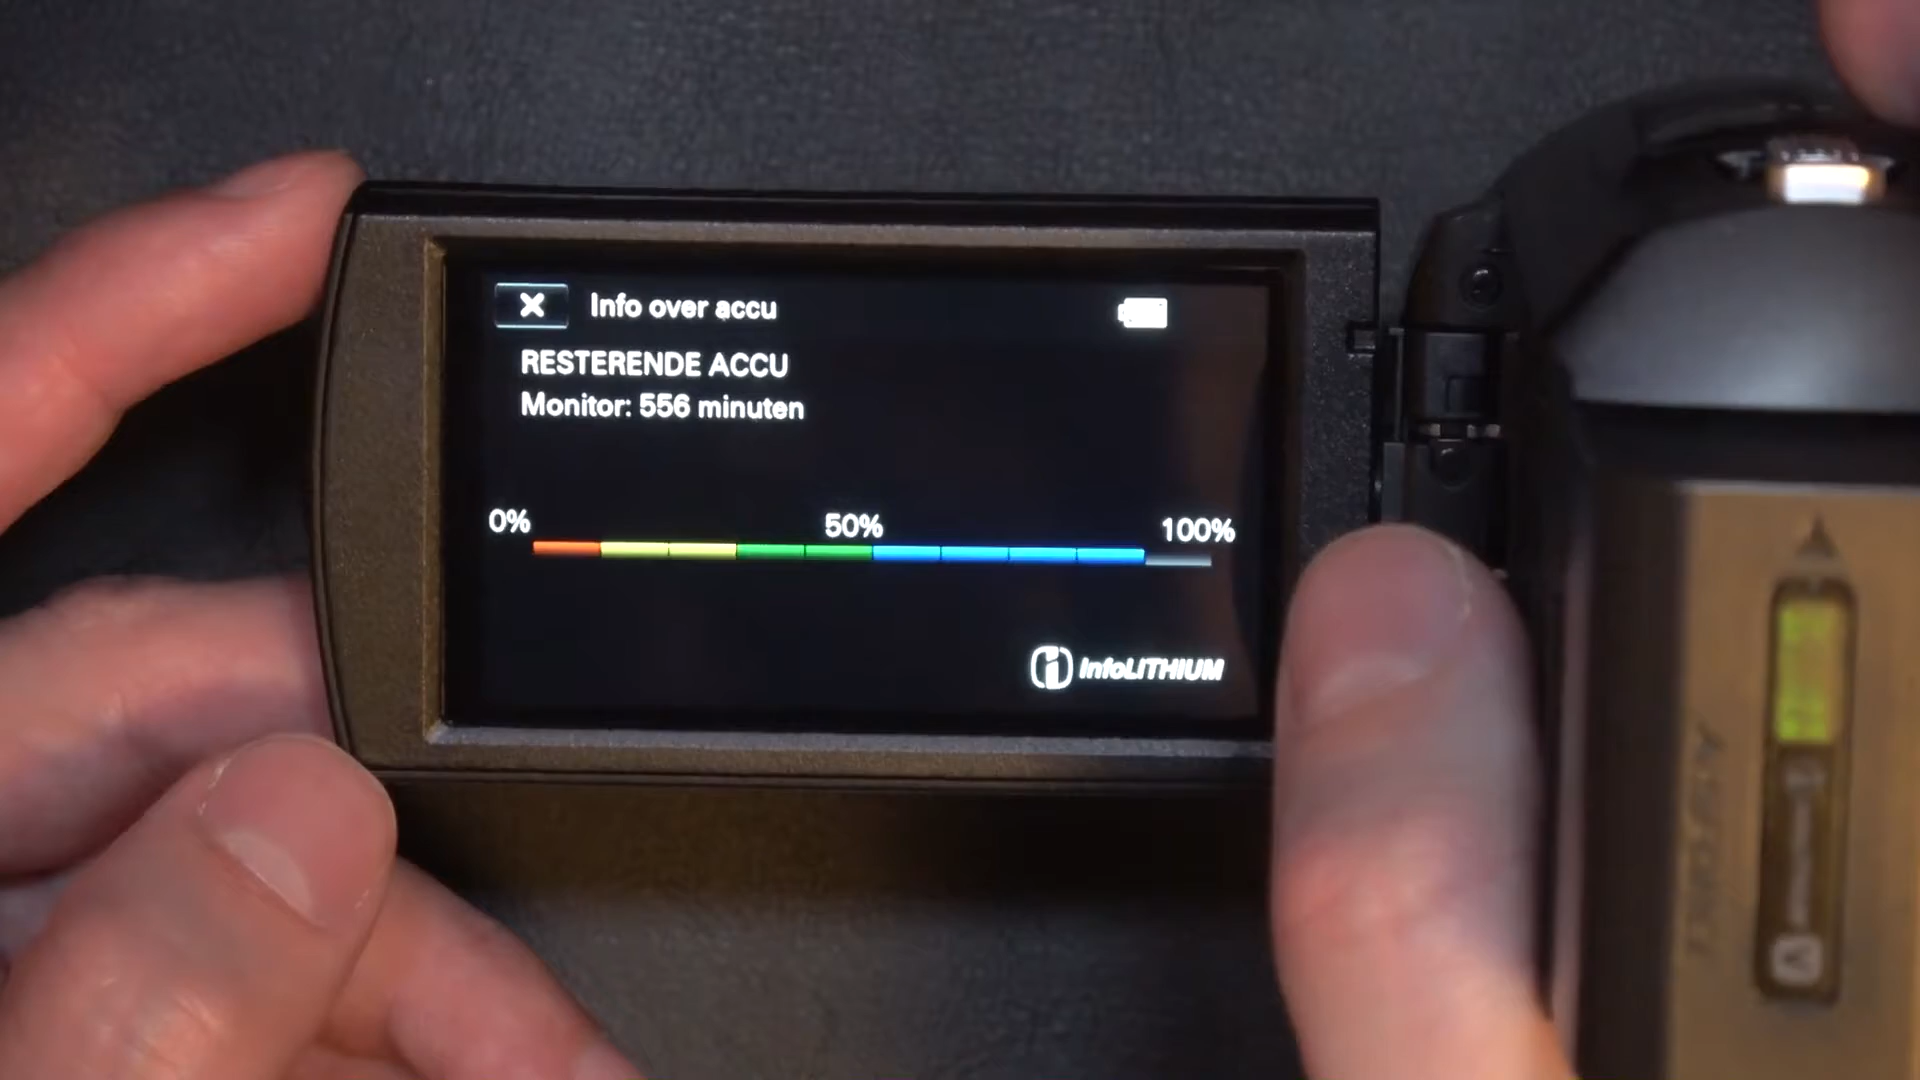 Info over accu
RESTERENDE ACCU
Monitor: 556 minuten
0% 50% 100%
InfoLITHIUM